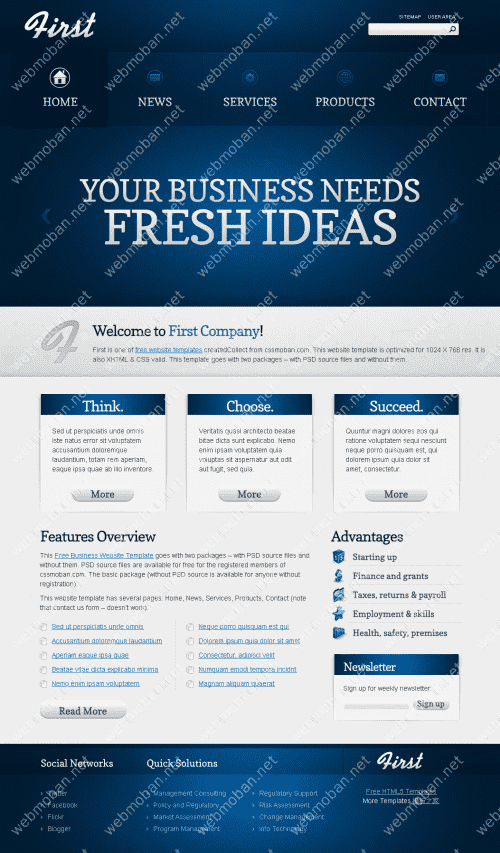 First
SITEMAP USER AREA
HOME
NEWS
SERVICES
PRODUCTS
CONTACT
YOUR BUSINESS NEEDS
FRESH IDEAS
Welcome to First Company!
First is one of free website templates createdCollect from cssmoban.com. This website template is optimized for 1024 X 768 res. It is
also XHTML & CSS valid. This template goes with two packages – with PSD source files and without them.
Think.
Sed ut perspiciatis unde omnis
iste natus error sit voluptatem
accusantium doloremque
laudantium, totam rem aperiam,
eaque ipsa quae ab illo inventore.
More
Choose.
Veritatis quasi architecto beatae
bitae dicta sunt explicabo. Nemo
enim ipsam voluptatem quia
voluptas sit aspernatur aut odit
aut fugit, sed quia.
More
Succeed.
Quuntur magni dolores eos qui
ratione voluptatem sequi nesciunt
neque porro quisquam est, qui
dolorem ipsum quia dolor sit
amet, consectetur.
More
Features Overview
This Free Business Website Template goes with two packages – with PSD source files and
without them. PSD source files are available for free for the registered members of
cssmoban.com. The basic package (without PSD source is available for anyone without
registration).
This website template has several pages: Home, News, Services, Products, Contact (note
that contact us form – doesn't work).
Sed ut perspiciatis unde omnis
Accusantium doloremque laudantium
Aperiam eaque ipsa quae
Beatae vitae dicta explicabo minima
Nemo enim ipsam voluptatem
Neque porro quisquam est qui
Dolorem ipsum quia dolor sit amt
Consectetur, adipisci velit
Numquam emodi tempora incidnt
Magnam aliquam quaerat
Read More
Advantages
Starting up
Finance and grants
Taxes, returns & payroll
Employment & skills
Health, safety, premises
Newsletter
Sign up for weekly newsletter:
Sign up
Social Networks
Twitter
Facebook
Flickr
Blogger
Quick Solutions
Management Consulting
Policy and Regulatory
Market Assessment
Program Management
Regulatory Support
Risk Assessment
Change Management
Info Technology
First
Free HTML5 Templates
More Templates 模板之家
webmoban.net